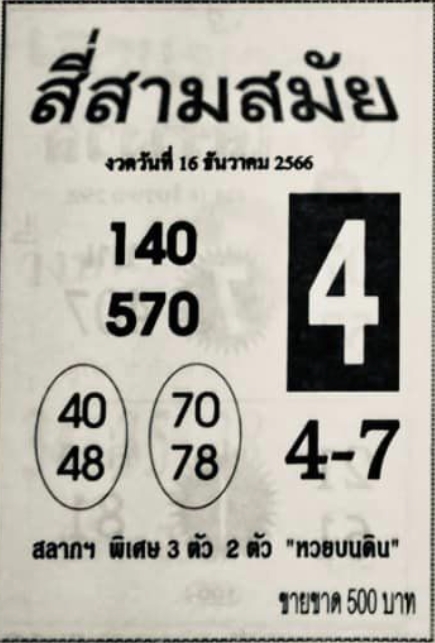 สี่สามสมัย
งวดวันที่ 16 ธันวาคม 2566
140
570
4
40
48
70
78
4-7
สลากฯ พิเศษ 3 ตัว 2 ตัว "หวยบนดิน"
ขายขาด 500 บาท